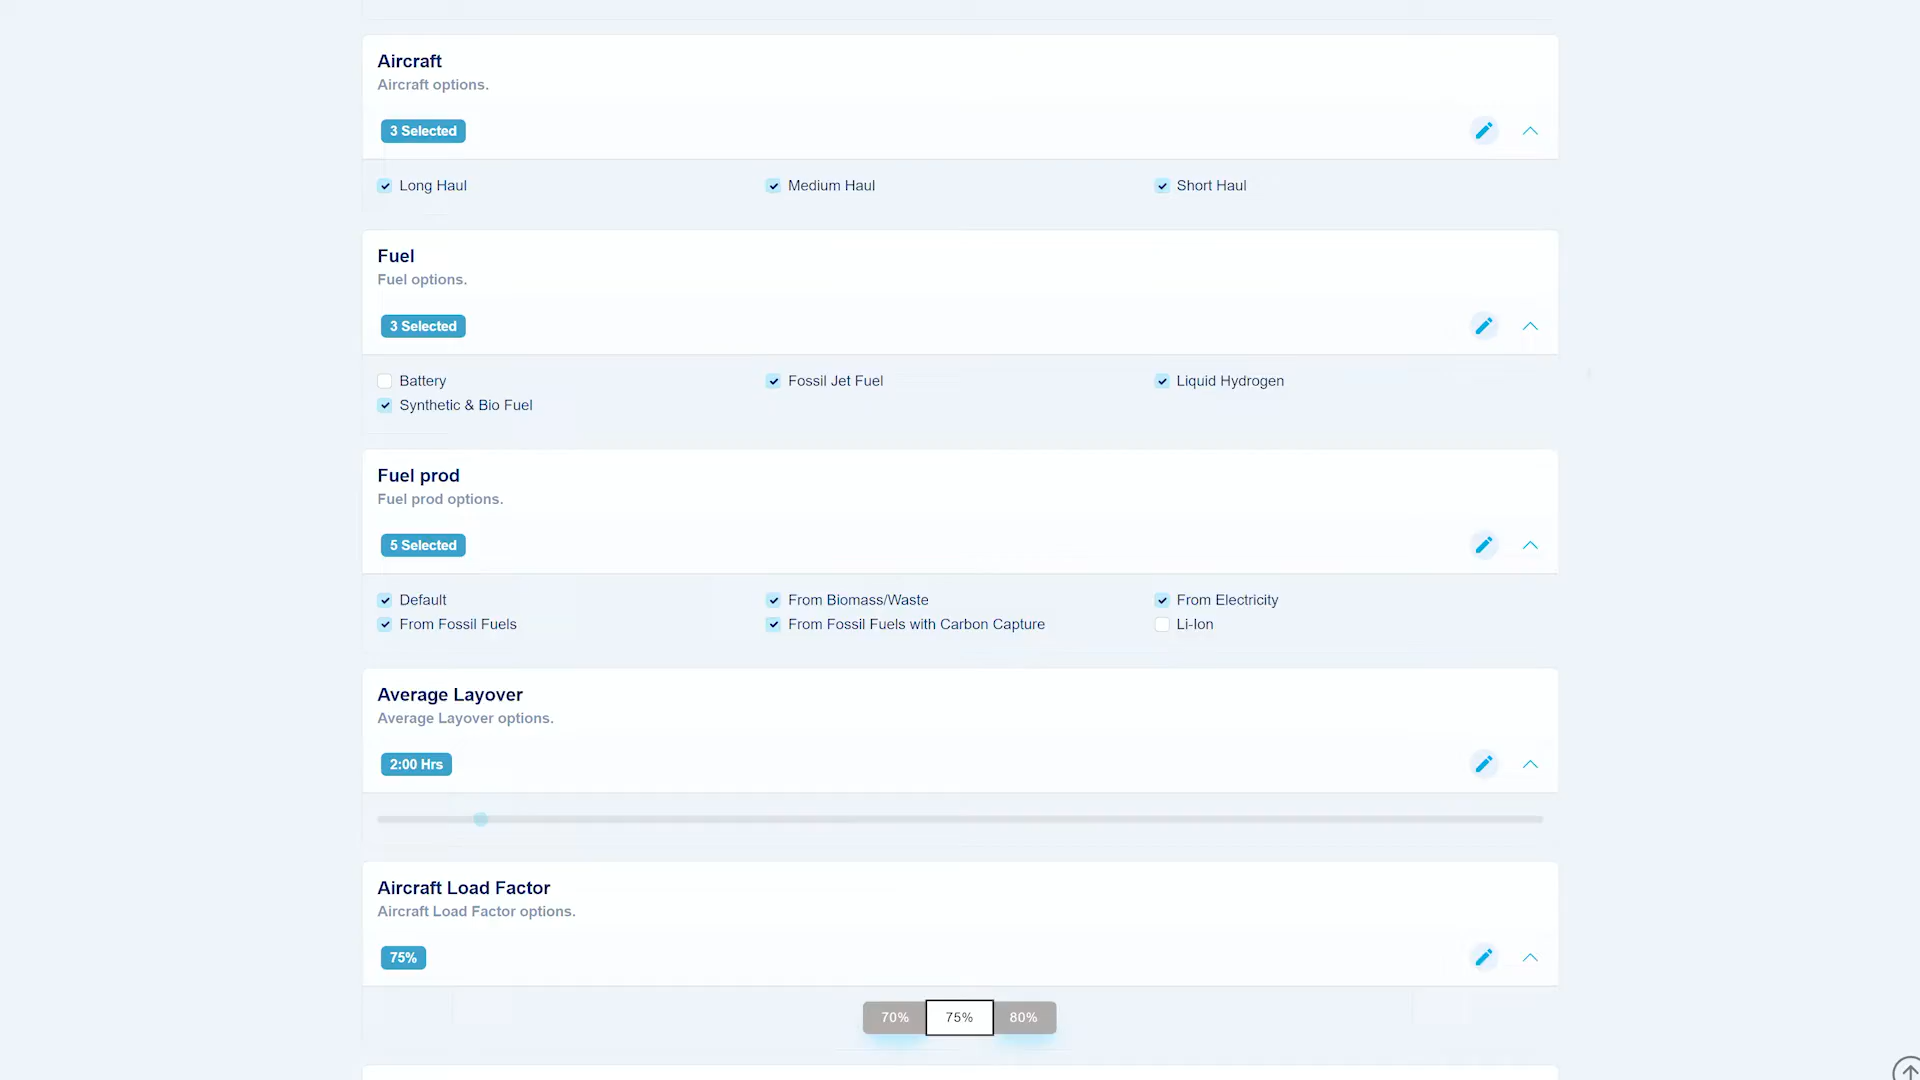 Aircraft
Aircraft options.
3 Selected
Long Haul Medium Haul Short Haul
Fuel
Fuel options.
3 Selected
Battery Fossil Jet Fuel Liquid Hydrogen
Synthetic & Bio Fuel
Fuel prod
Fuel prod options.
5 Selected
Default From Biomass/Waste From Electricity
From Fossil Fuels From Fossil Fuels with Carbon Capture Li-Ion
Average Layover
Average Layover options.
2:00 Hrs
Aircraft Load Factor
Aircraft Load Factor options.
75%
70% 75% 80%